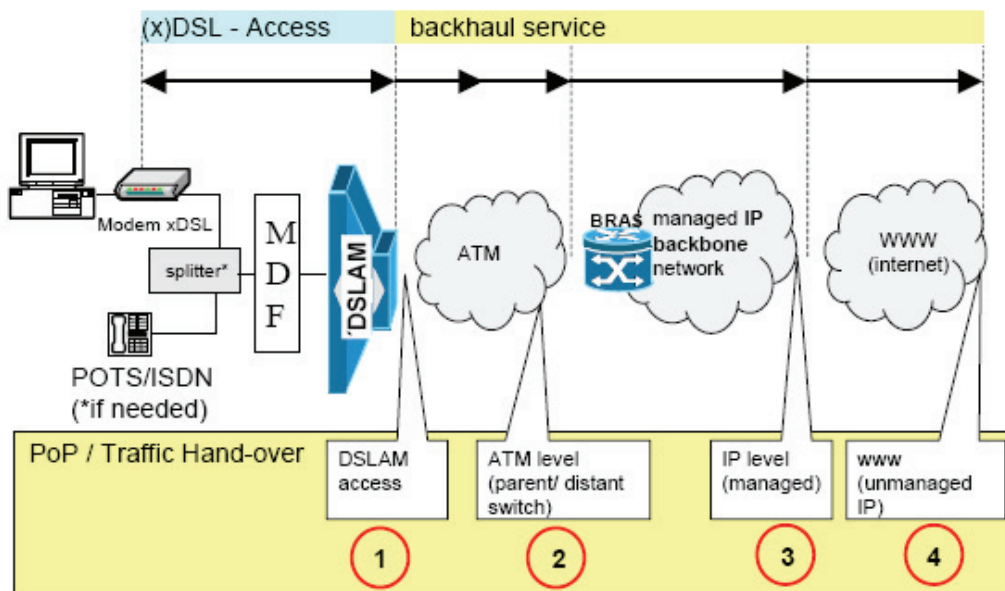 (x)DSL - Access
backhaul service
Modem xDSL
splitter*
POTS/ISDN
(*if needed)
M
D
F
'DSLAM
ATM
BRAS
managed IP
backbone
network
WWW
(internet)
PoP / Traffic Hand-over
DSLAM
access
ATM level
(parent/ distant
switch)
IP level
(managed)
www
(unmanaged
IP)
1
2
3
4